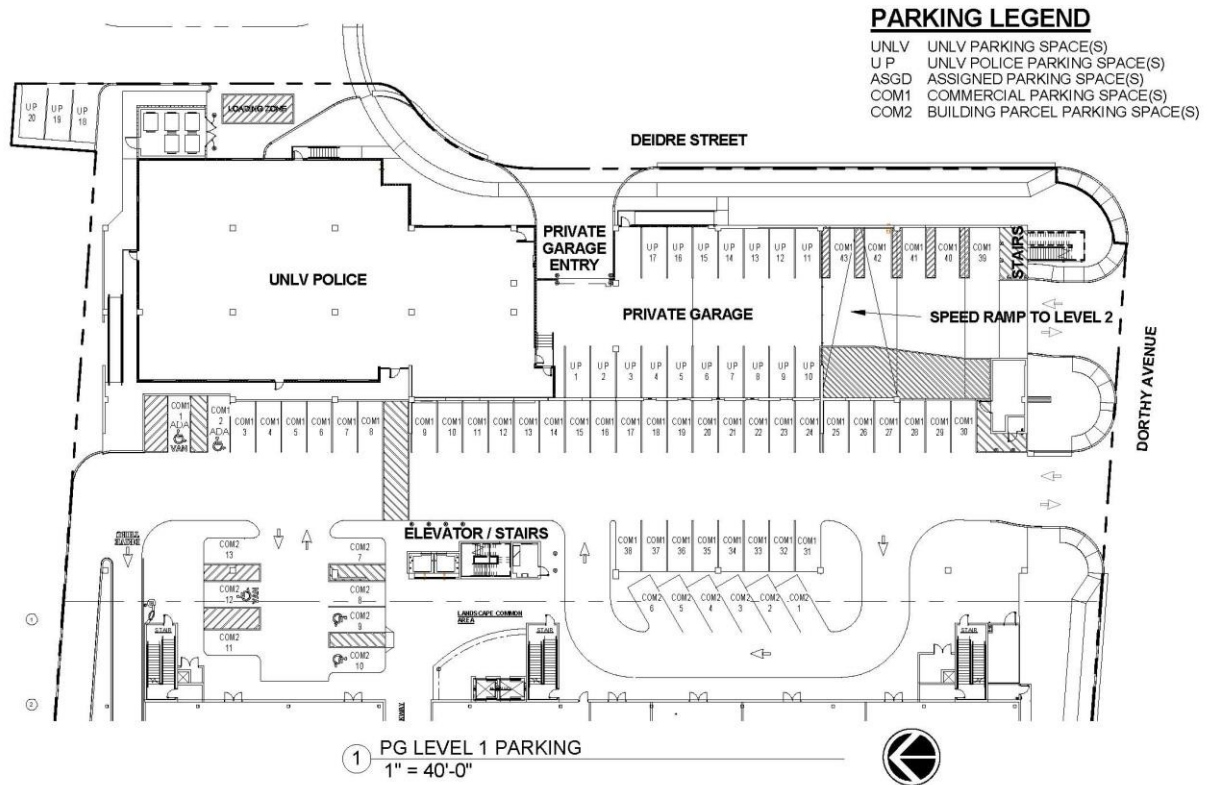 PARKING LEGEND
UNLV UNLV PARKING SPACE(S)
U P UNLV POLICE PARKING SPACE(S)
ASGD ASSIGNED PARKING SPACE(S)
COM1 COMMERCIAL PARKING SPACE(S)
COM2 BUILDING PARCEL PARKING SPACE(S)
UP 20
UP 19
UP 18
LOADING ZONE
DEIDRE STREET
PRIVATE
GARAGE
ENTRY
UNLV POLICE
UP 17
UP 16
UP 15
UP 14
UP 13
UP 12
UP 11
COM1 43
COM1 42
COM1 41
COM1 40
COM1 39
STAIRS
PRIVATE GARAGE
SPEED RAMP TO LEVEL 2
DORTHY AVENUE
UP 1
UP 2
UP 3
UP 4
UP 5
UP 6
UP 7
UP 8
UP 9
UP 10
COM1 1 ADA VAN
COM1 2 ADA
COM1 3
COM1 4
COM1 5
COM1 6
COM1 7
COM1 8
COM1 9
COM1 10
COM1 11
COM1 12
COM1 13
COM1 14
COM1 15
COM1 16
COM1 17
COM1 18
COM1 19
COM1 20
COM1 21
COM1 22
COM1 23
COM1 24
COM1 25
COM1 26
COM1 27
COM1 28
COM1 29
COM1 30
ELEVATOR / STAIRS
COM2 13
COM2 7
COM2 12 VAN
COM2 8
COM2 9
COM2 11
COM2 10
COM1 38
COM1 37
COM1 36
COM1 35
COM1 34
COM1 33
COM1 32
COM1 31
COM2 6
COM2 5
COM2 4
COM2 3
COM2 2
COM2 1
LANDSCAPE COMMON
AREA
STAIR
STAIR
STAIR
1
2
1 PG LEVEL 1 PARKING
1" = 40'-0"